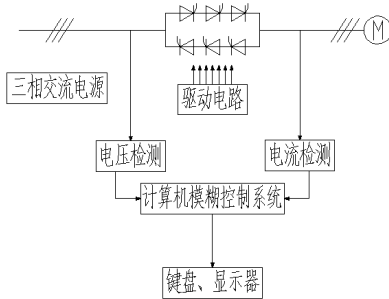 M
三相交流电源
驱动电路
电压检测
电流检测
计算机模糊控制系统
键盘、显示器